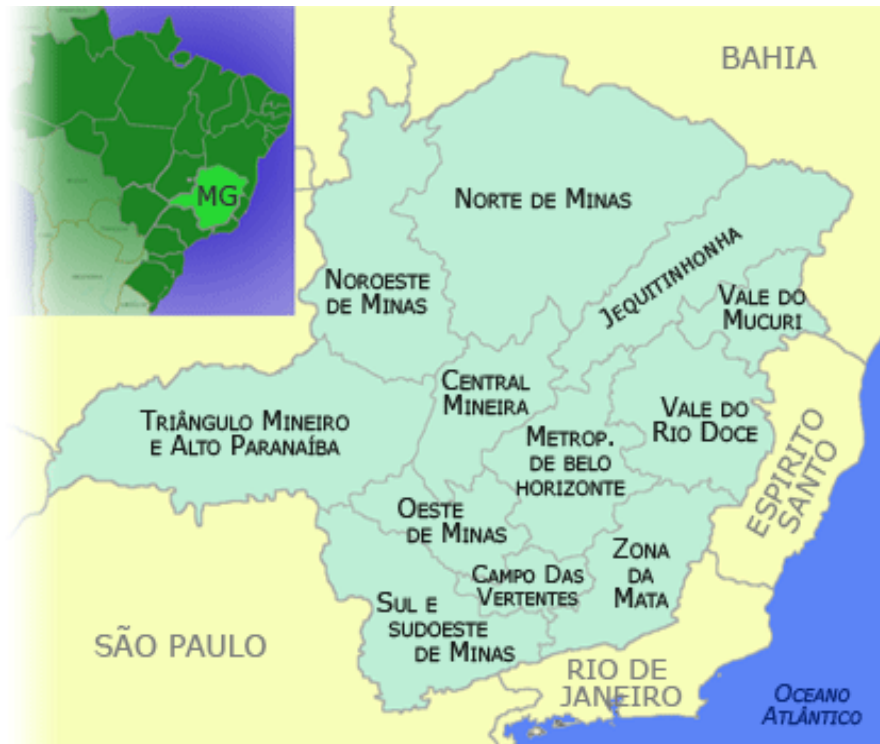 BAHIA
MG
NORTE DE MINAS
JEQUITINHONHA
NOROESTE
DE MINAS
VALE DO
MUCURI
CENTRAL
MINEIRA
TRIÂNGULO MINEIRO
E ALTO PARANAÍBA
VALE DO
RIO DOCE
METROP.
DE BELO
HORIZONTE
ESPIRITO
SANTO
OESTE
DE MINAS
ZONA
DA
MATA
CAMPO DAS
VERTENTES
SUL E
SUDOESTE
DE MINAS
SÃO PAULO
RIO DE
JANEIRO
OCEANO
ATLÂNTICO